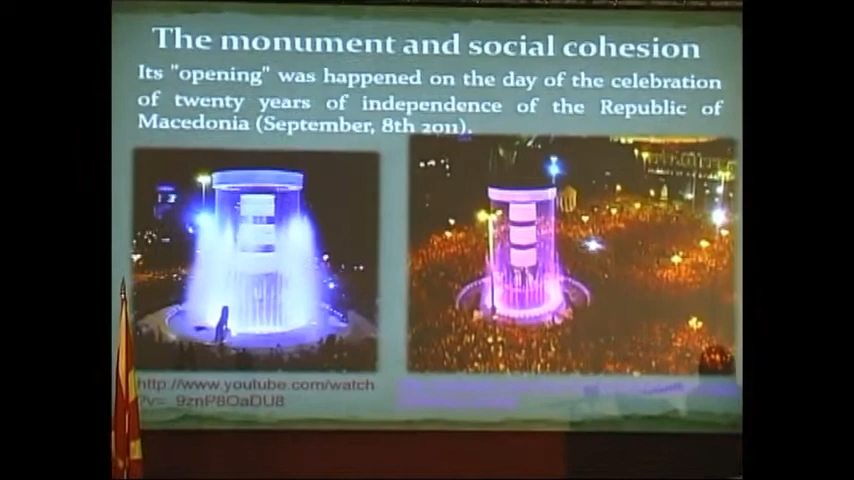 The monument and social cohesion
Its "opening" was happened on the day of the celebration
of twenty years of independence of the Republic of
Macedonia (September, 8th 2011).
http://www.youtube.com/watch
?v=_9znP8OaDU8